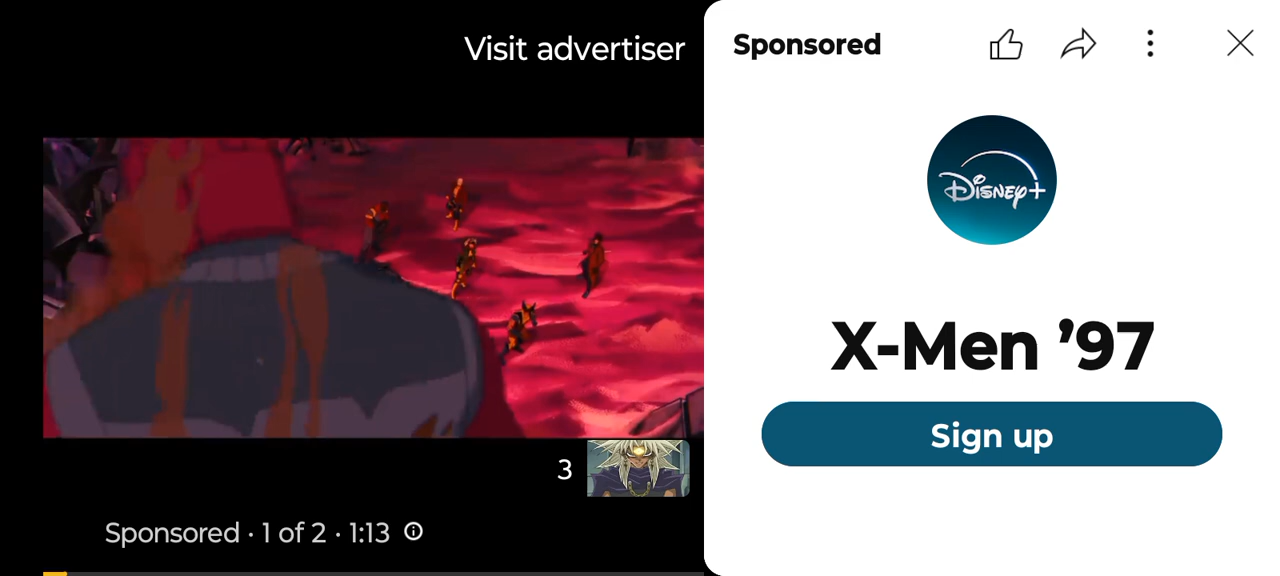 Visit advertiser
3
Sponsored · 1 of 2 · 1:13
Sponsored
Disney+
X-Men ’97
Sign up